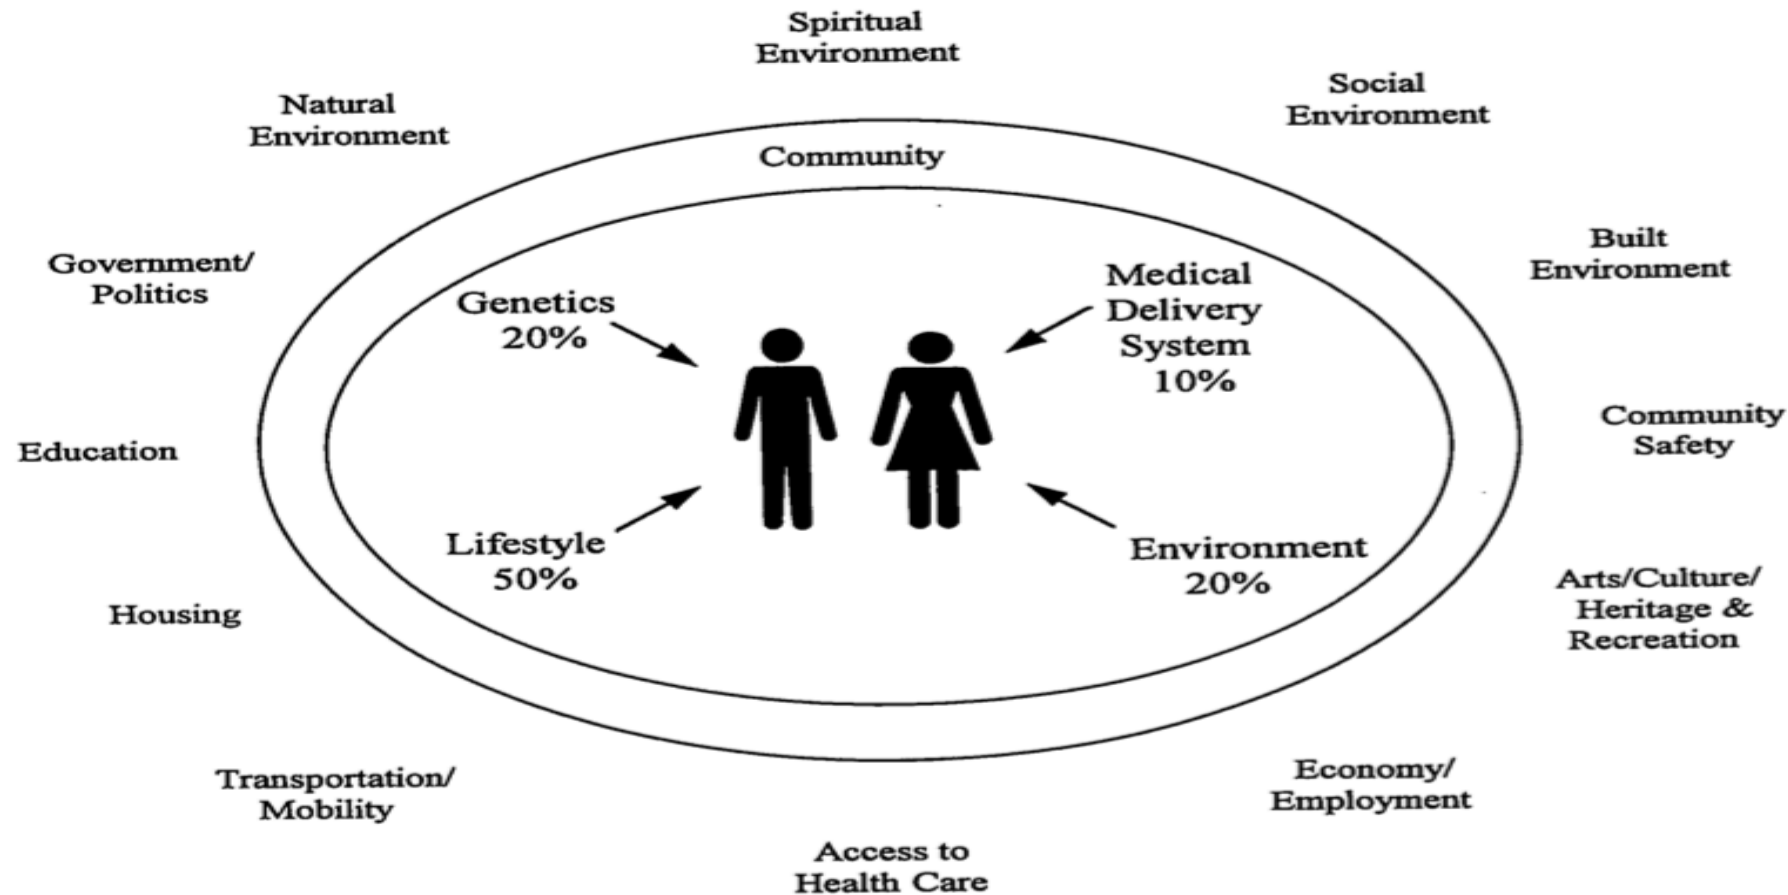 Spiritual
Environment
Natural
Environment
Social
Environment
Community
Government/
Politics
Built
Environment
Genetics
20%
Medical
Delivery
System
10%
Education
Community
Safety
Lifestyle
50%
Environment
20%
Housing
Arts/Culture/
Heritage &
Recreation
Transportation/
Mobility
Economy/
Employment
Access to
Health Care